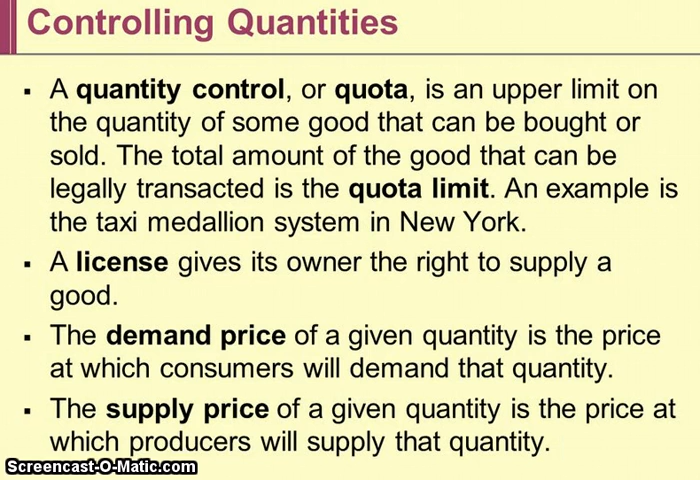 Controlling Quantities
▪ A quantity control, or quota, is an upper limit on
the quantity of some good that can be bought or
sold. The total amount of the good that can be
legally transacted is the quota limit. An example is
the taxi medallion system in New York.
▪ A license gives its owner the right to supply a
good.
▪ The demand price of a given quantity is the price
at which consumers will demand that quantity.
▪ The supply price of a given quantity is the price at
which producers will supply that quantity.
Screencast-O-Matic.com